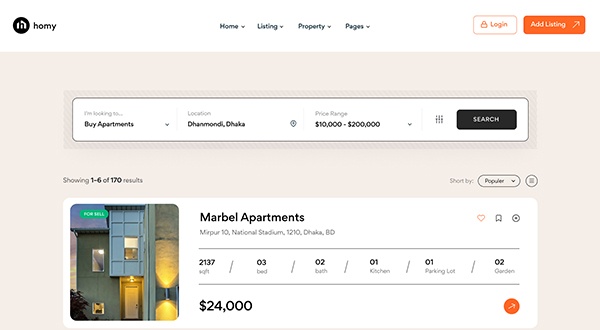 homy
Home Listing Property Pages
Login
Add Listing
I'm looking to...
Buy Apartments
Location
Dhanmondi, Dhaka
Price Range
$10,000 - $200,000
SEARCH
Showing 1–6 of 170 results
Short by: Populer
FOR SELL
Marbel Apartments
Mirpur 10, National Stadium, 1210, Dhaka, BD
2137 / 03 / 02 / 01 / 01 / 02
sqft bed bath Kitchen Parking Lot Garden
$24,000